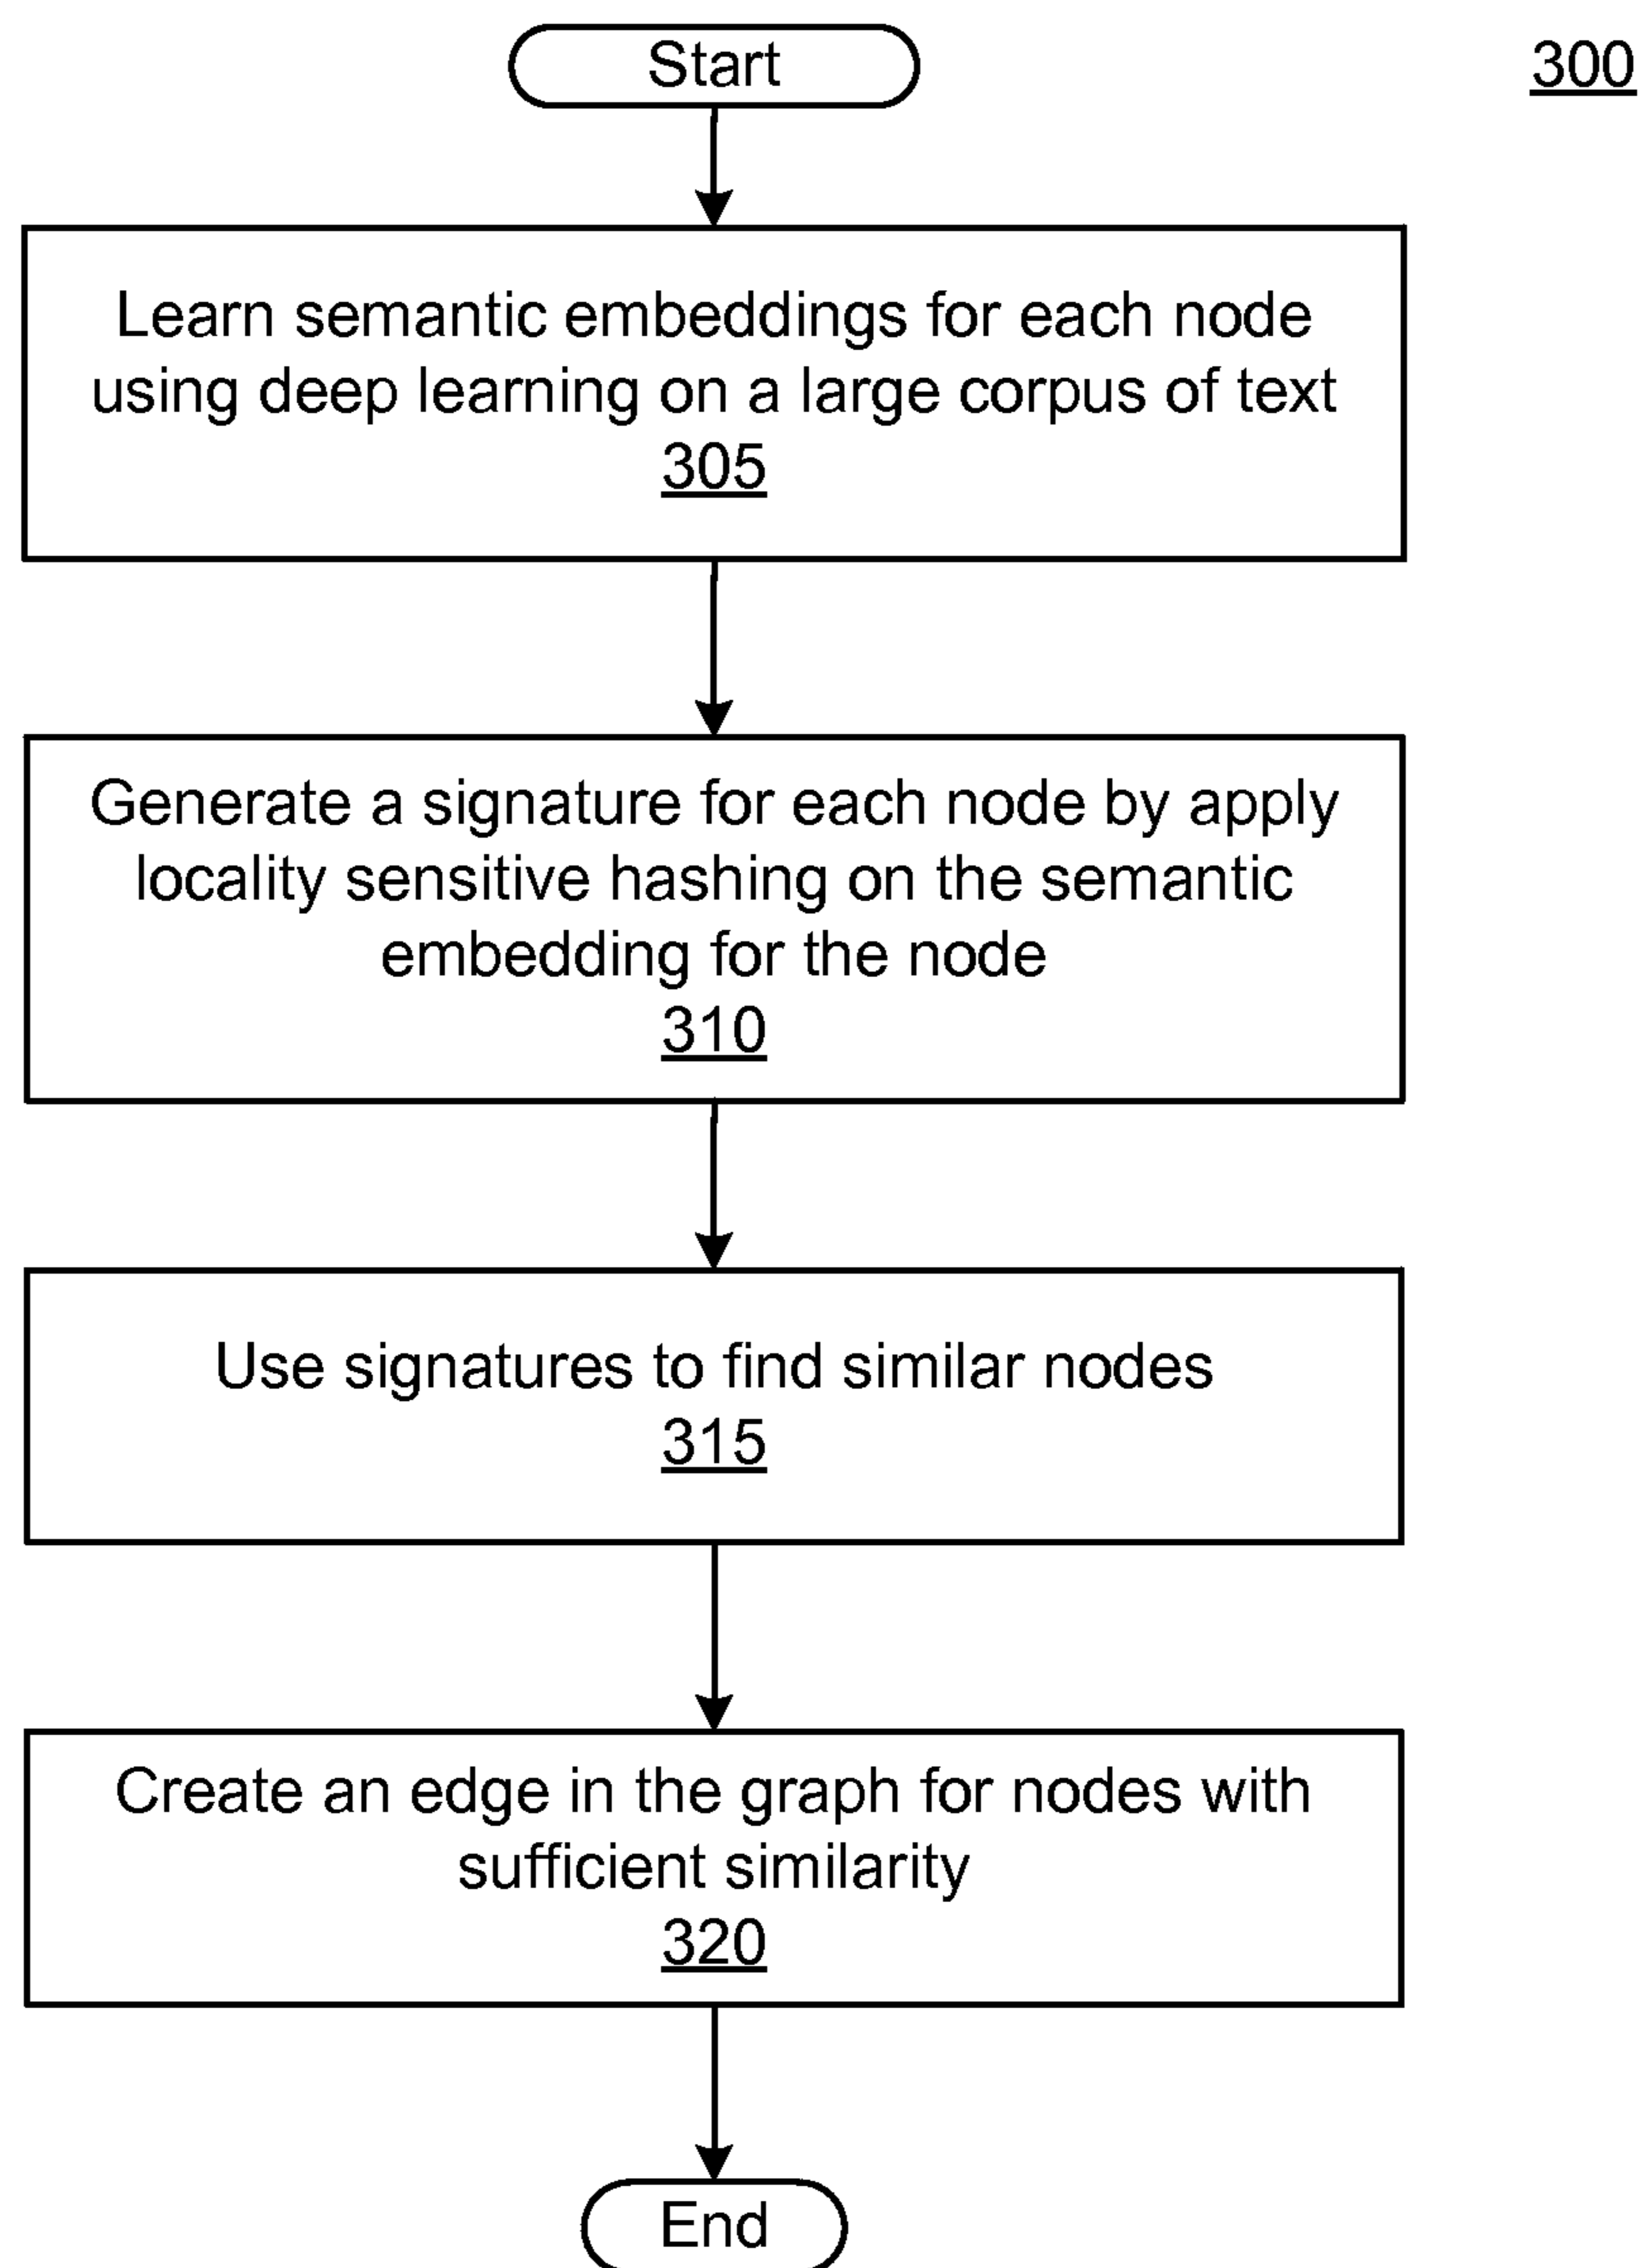 Start
300
Learn semantic embeddings for each node
using deep learning on a large corpus of text
305
Generate a signature for each node by apply
locality sensitive hashing on the semantic
embedding for the node
310
Use signatures to find similar nodes
315
Create an edge in the graph for nodes with
sufficient similarity
320
End